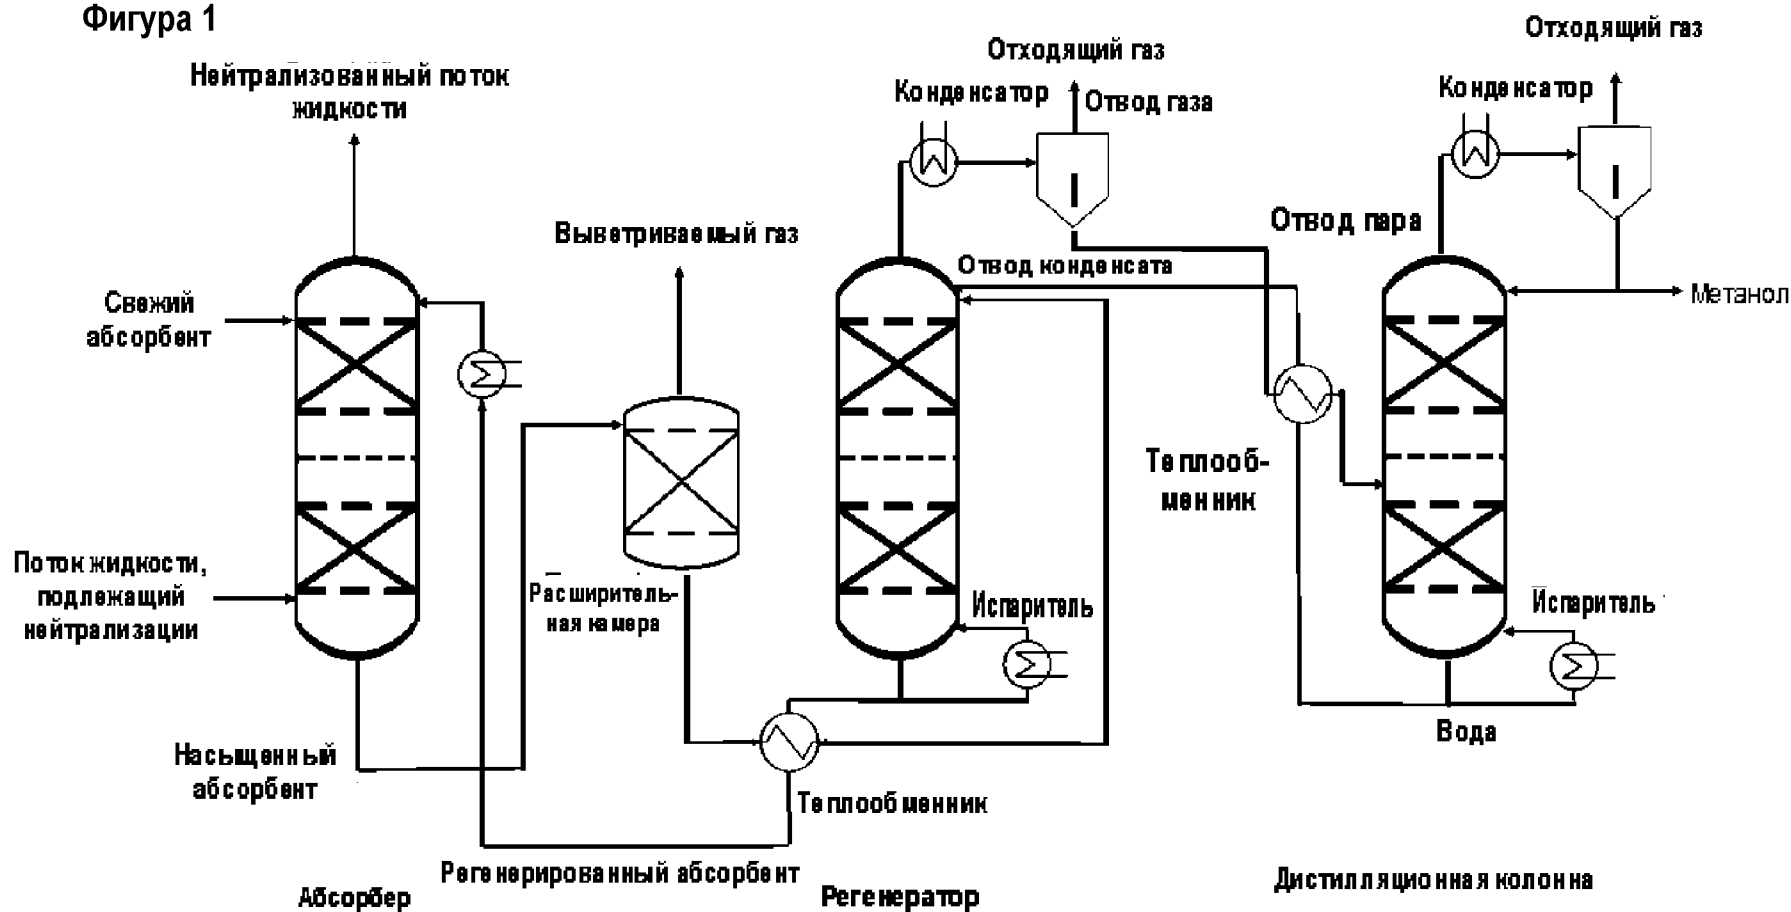 Фигура 1
Нейтрализованный поток
жидкости
Свежий
абсорбент
Поток жидкости,
подлежащий
нейтрализации
Насыщенный
абсорбент
Абсорбер
Выветриваемый газ
Расширитель-
ная камера
Регенерированный абсорбент
Теплообменник
Отходящий газ
Конденсатор
Отвод газа
Отвод конденсата
Испаритель
Регенератор
Теплооб-
менник
Отходящий газ
Конденсатор
Отвод пара
Метанол
Испаритель
Вода
Дистилляционная колонна